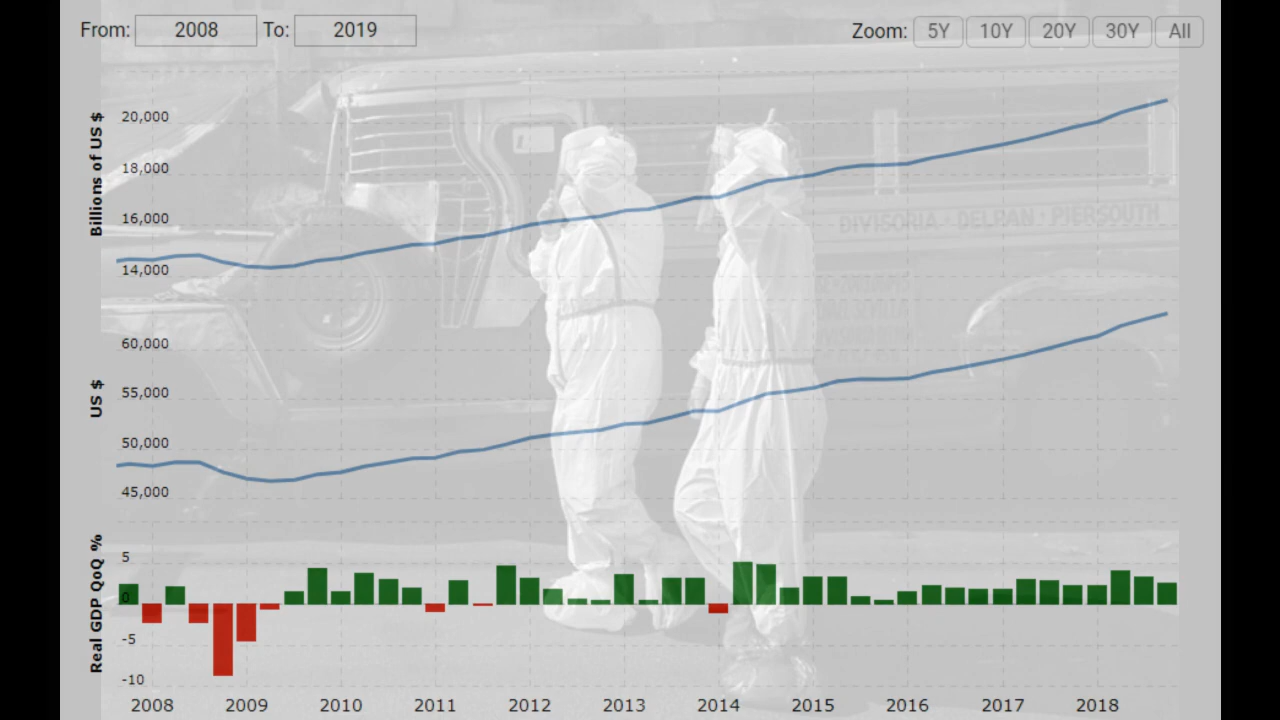 From: 2008 To: 2019
Zoom: 5Y 10Y 20Y 30Y All
Billions of US $
20,000
18,000
16,000
14,000
DIVISORIA · DELPAN · PIERSOUTH
US $
60,000
55,000
50,000
45,000
Real GDP QoQ %
5
0
-5
-10
2008 2009 2010 2011 2012 2013 2014 2015 2016 2017 2018